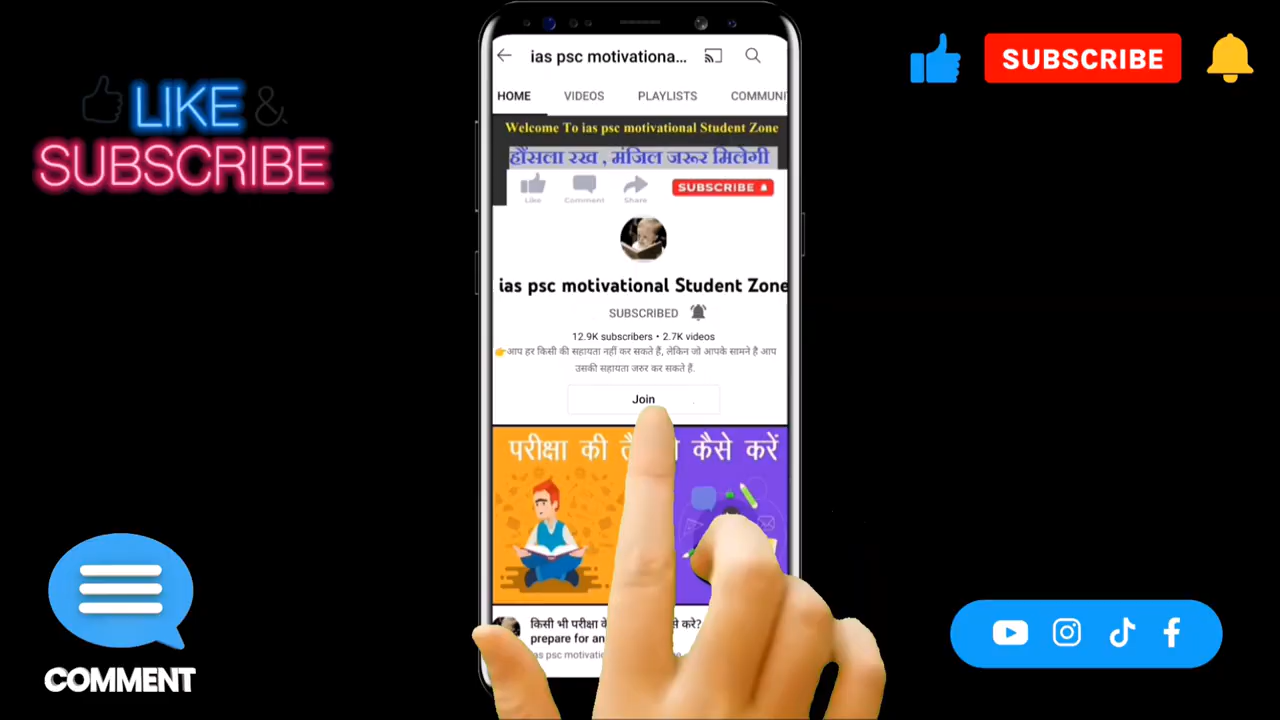 LIKE &
SUBSCRIBE
SUBSCRIBE
ias psc motivationa...
HOME VIDEOS PLAYLISTS COMMUNI
Welcome To ias psc motivational Student Zone
हौंसला रख , मंजिल जरूर मिलेगी
Like Comment Share SUBSCRIBE
ias psc motivational Student Zone
SUBSCRIBED
12.9K subscribers • 2.7K videos
👉आप हर किसी की सहायता नहीं कर सकते हैं, लेकिन जो आपके सामने है आप
उसकी सहायता जरुर कर सकते हैं.
Join
परीक्षा की कैसे करें
किसी भी परीक्षा से करे?
prepare for an
ias psc motivatio
COMMENT